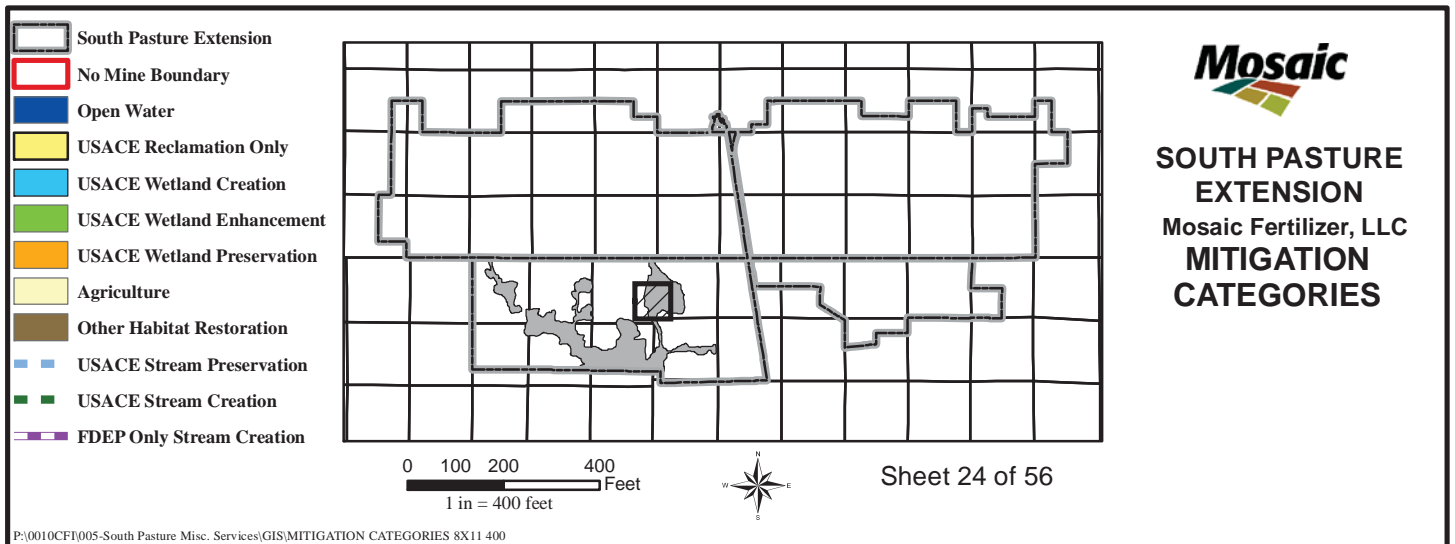 South Pasture Extension
No Mine Boundary
Open Water
USACE Reclamation Only
USACE Wetland Creation
USACE Wetland Enhancement
USACE Wetland Preservation
Agriculture
Other Habitat Restoration
USACE Stream Preservation
USACE Stream Creation
FDEP Only Stream Creation
0 100 200 400
Feet
1 in = 400 feet
N
W E
S
Sheet 24 of 56
Mosaic
SOUTH PASTURE
EXTENSION
Mosaic Fertilizer, LLC
MITIGATION
CATEGORIES
P:\0010CFI\005-South Pasture Misc. Services\GIS\MITIGATION CATEGORIES 8X11 400